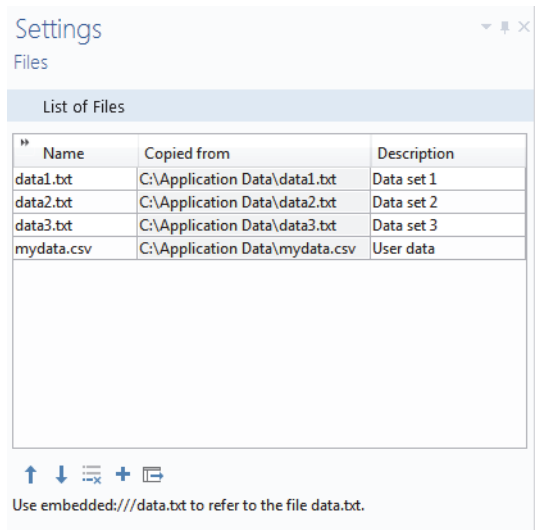 Settings
Files
List of Files
Name Copied from Description
data1.txt C:\Application Data\data1.txt Data set 1
data2.txt C:\Application Data\data2.txt Data set 2
data3.txt C:\Application Data\data3.txt Data set 3
mydata.csv C:\Application Data\mydata.csv User data
Use embedded:///data.txt to refer to the file data.txt.